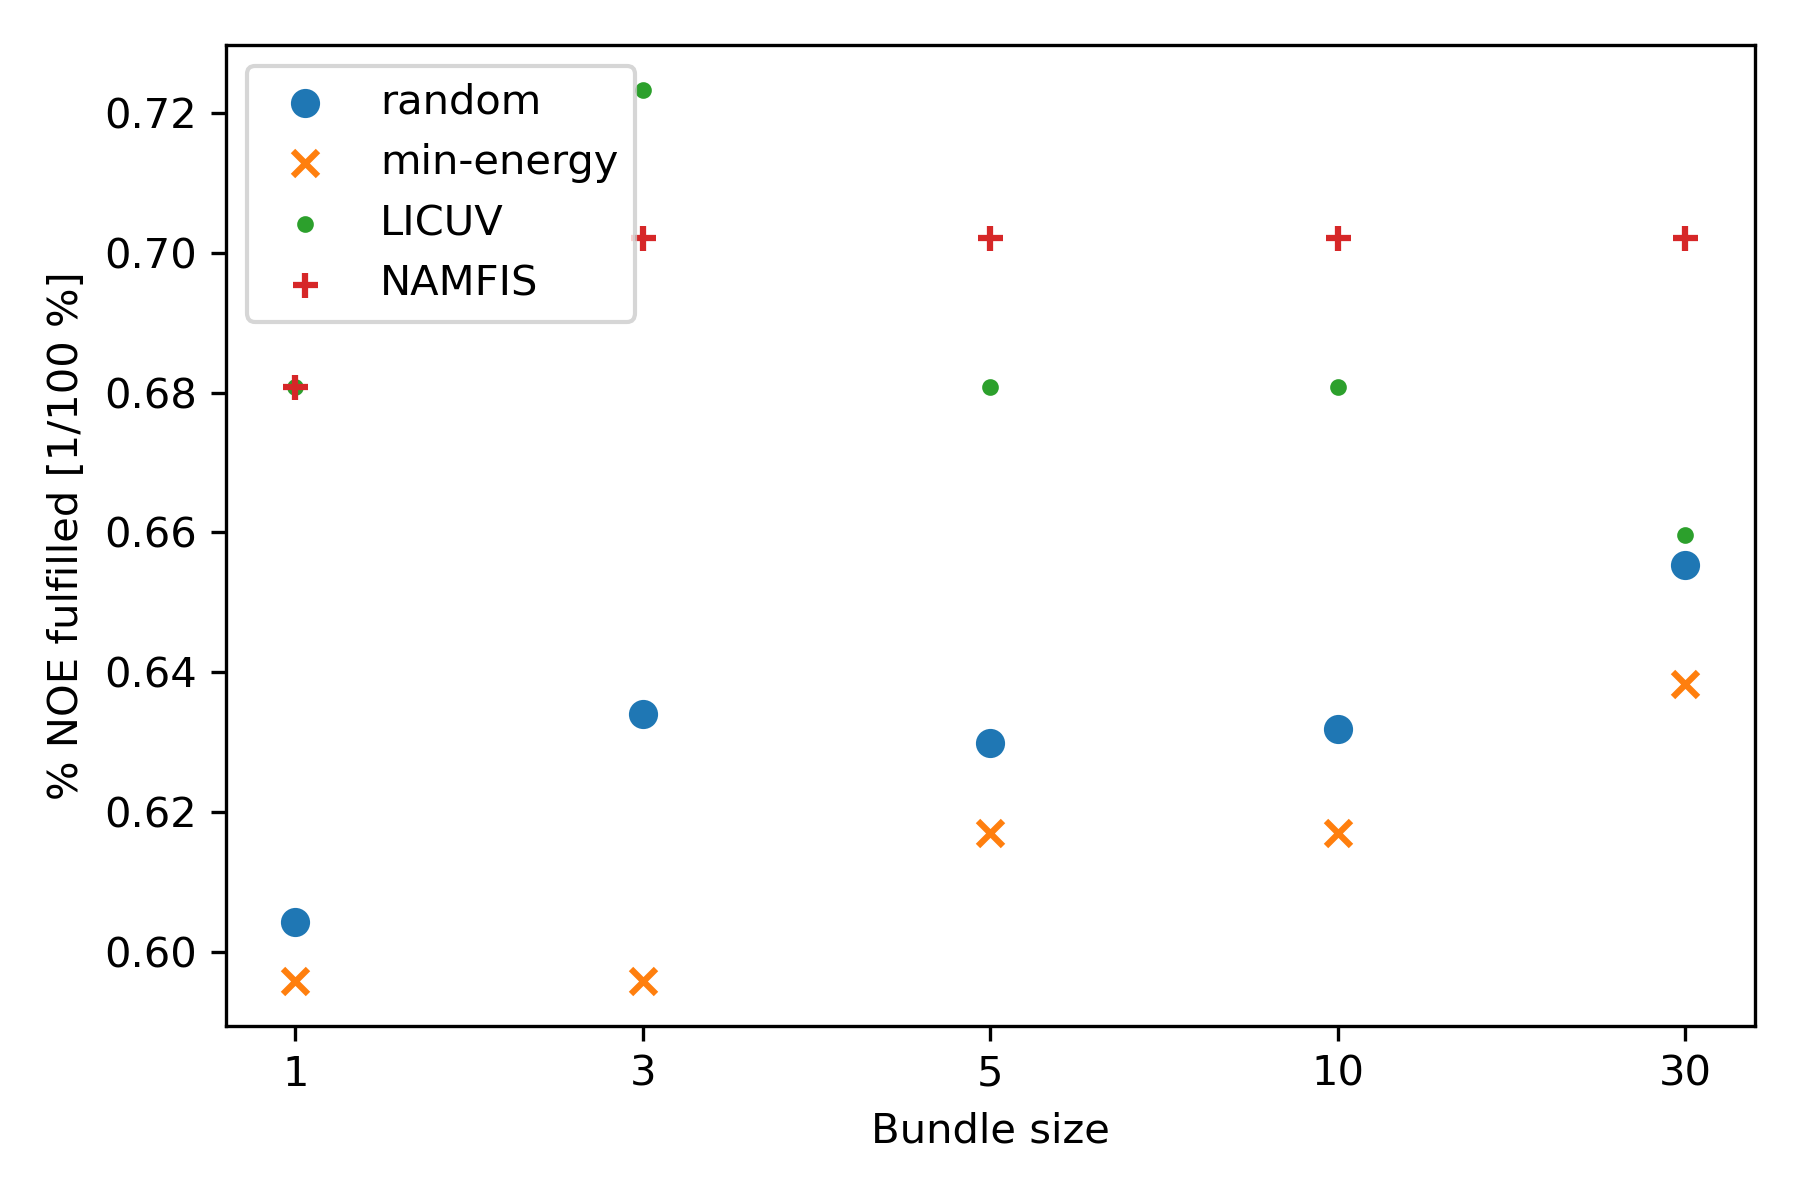 random
min-energy
LICUV
NAMFIS
0.72
0.70
0.68
0.66
0.64
0.62
0.60
% NOE fulfilled [1/100 %]
1 3 5 10 30
Bundle size